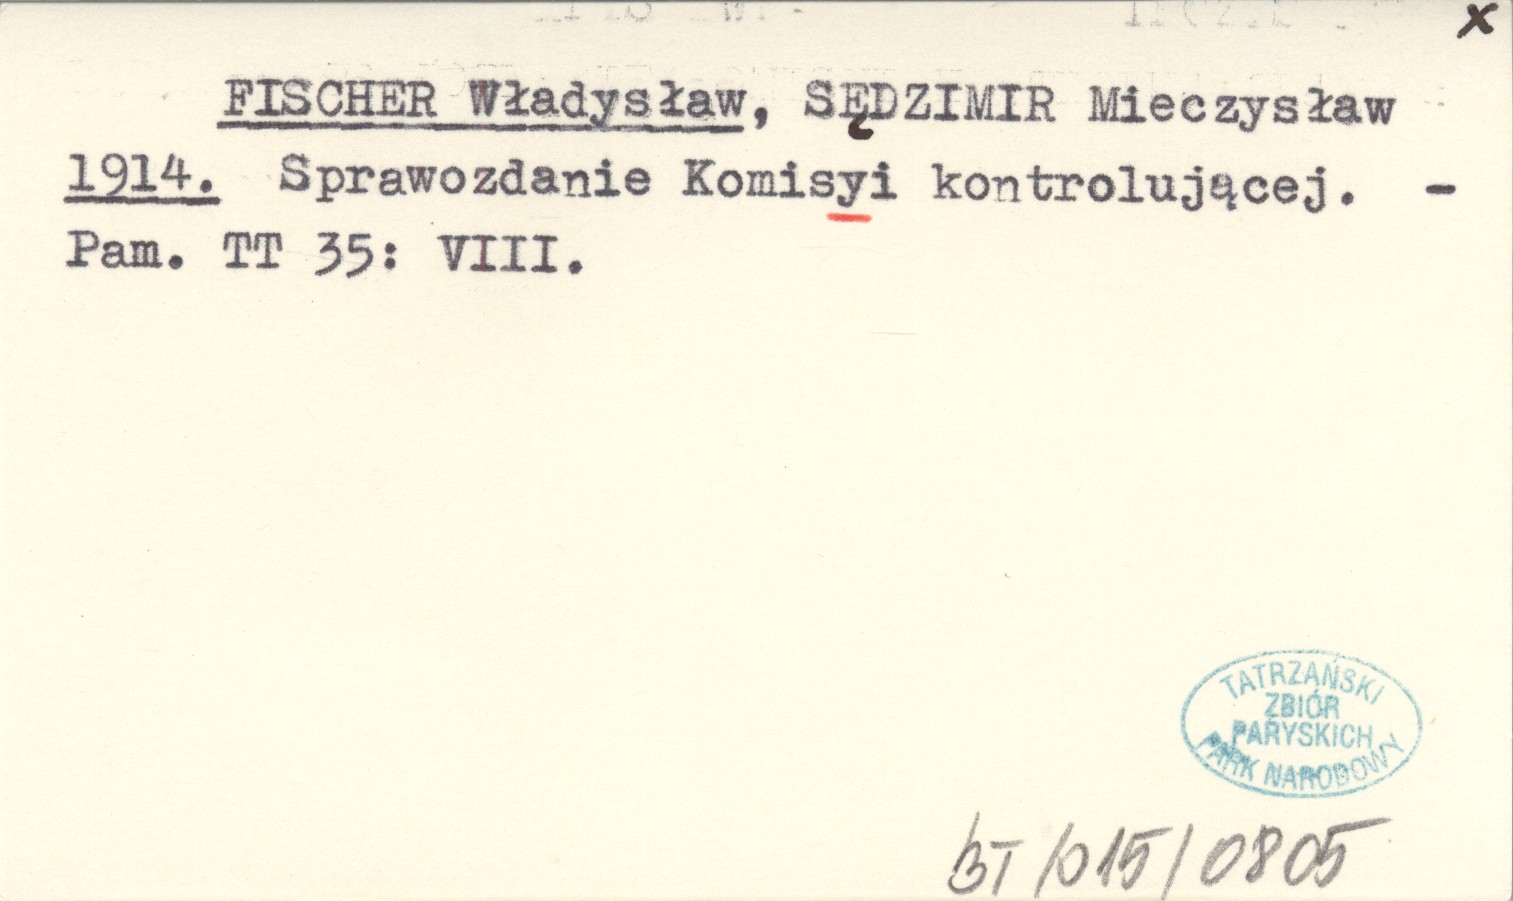 x
FISCHER Władysław, SĘDZIMIR Mieczysław
1914. Sprawozdanie Komisyi kontrolującej. -
Pam. TT 35: VIII.
TATRZAŃSKI
ZBIÓR
PARYSKICH
PARK NARODOWY
BT/015/0805